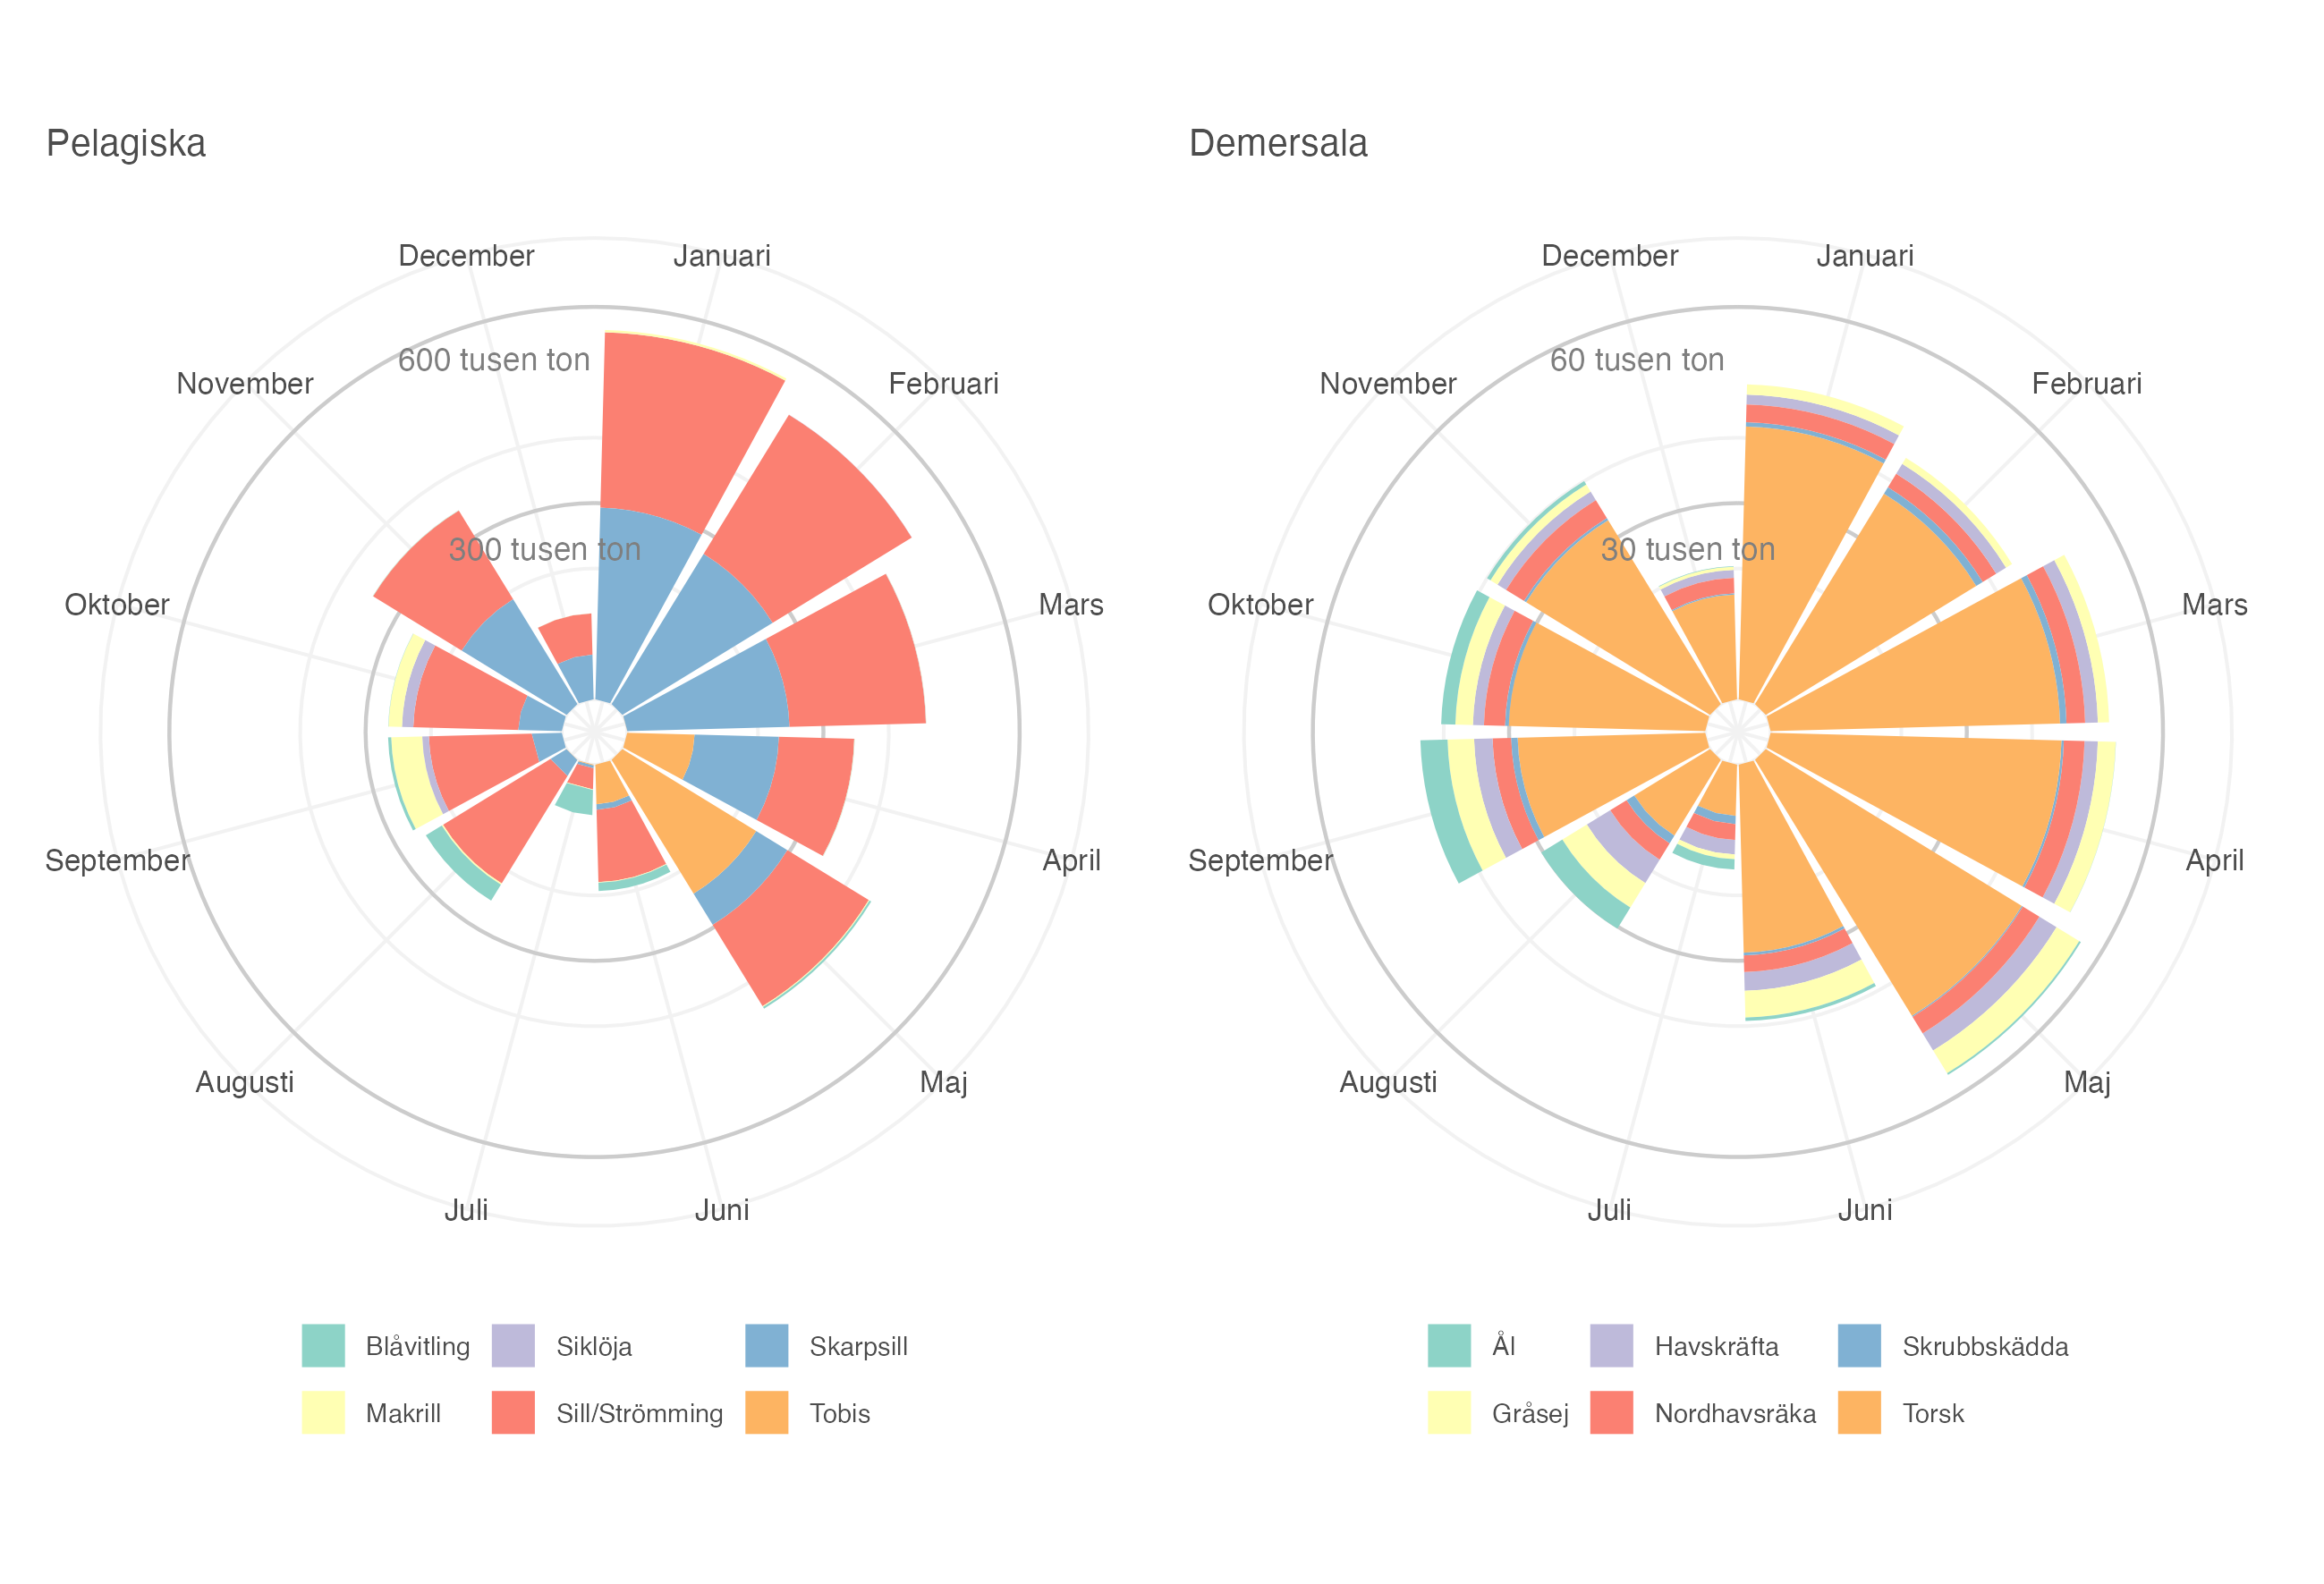 Pelagiska
Demersala
December
Januari
600 tusen ton
November
Februari
300 tusen ton
Oktober
Mars
September
April
Augusti
Maj
Juli
Juni
Blåvitling
Siklöja
Skarpsill
Makrill
Sill/Strömming
Tobis
December
Januari
60 tusen ton
November
Februari
30 tusen ton
Oktober
Mars
September
April
Augusti
Maj
Juli
Juni
Ål
Havskräfta
Skrubbskädda
Gråsej
Nordhavsräka
Torsk